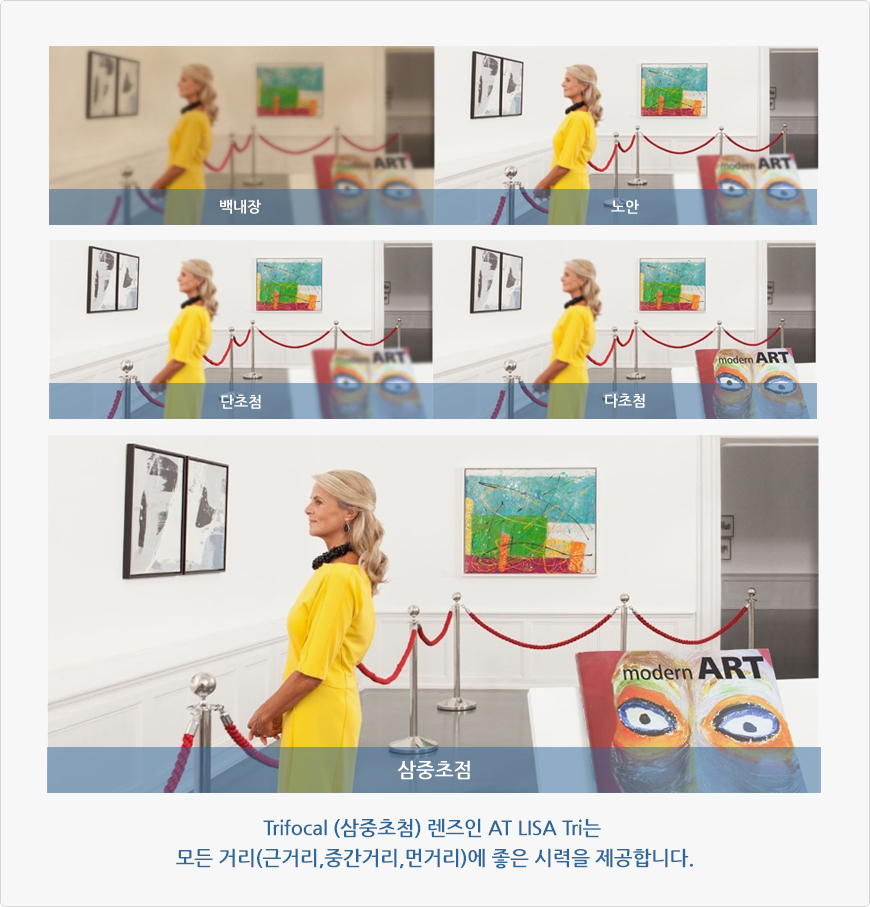 modern ART
modern ART
백내장
노안
modern ART
modern ART
단초첨
다초첨
modern ART
삼중초점
Trifocal (삼중초첨) 렌즈인 AT LISA Tri는
모든 거리(근거리,중간거리,먼거리)에 좋은 시력을 제공합니다.